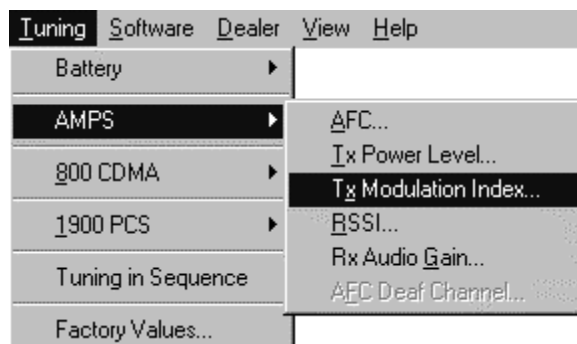 Tuning Software Dealer View Help
Battery
AMPS
800 CDMA
1900 PCS
Tuning in Sequence
Factory Values...
AFC...
Tx Power Level...
Tx Modulation Index...
RSSI...
Rx Audio Gain...
AFC Deaf Channel...